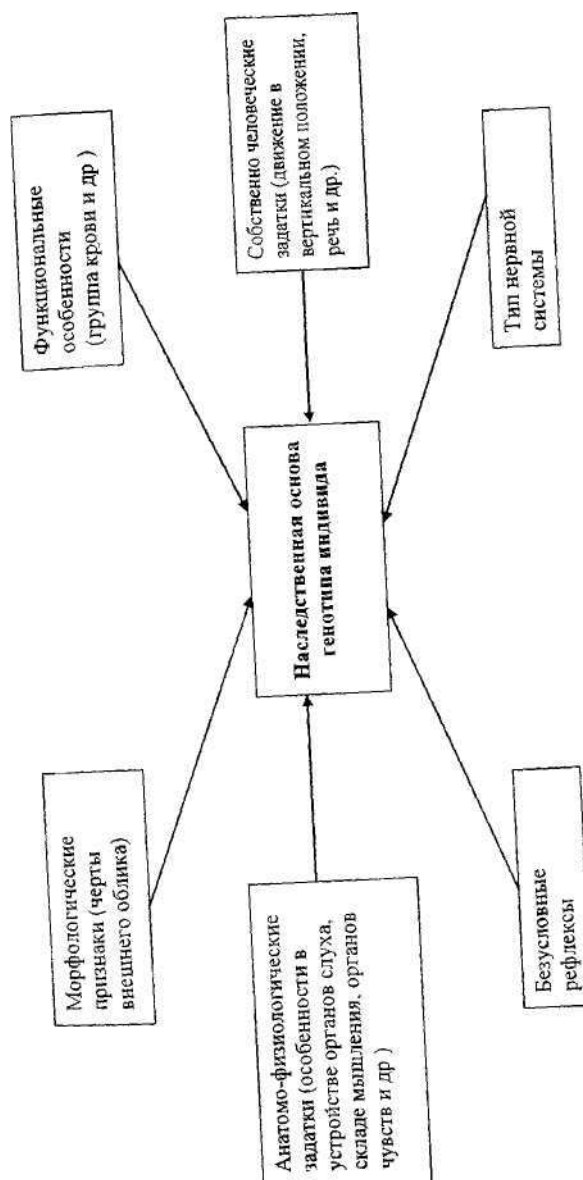 Морфологические
признаки (черты
внешнего облика)
Функциональные
особенности
(группа крови и др )
Анатомо-физиологические
задатки (особенности в
устройстве органов слуха,
складе мышления, органов
чувств и др )
Наследственная основа
генотипа индивида
Собственно человеческие
задатки (движение в
вертикальном положении,
речь и др.)
Безусловные
рефлексы
Тип нервной
системы